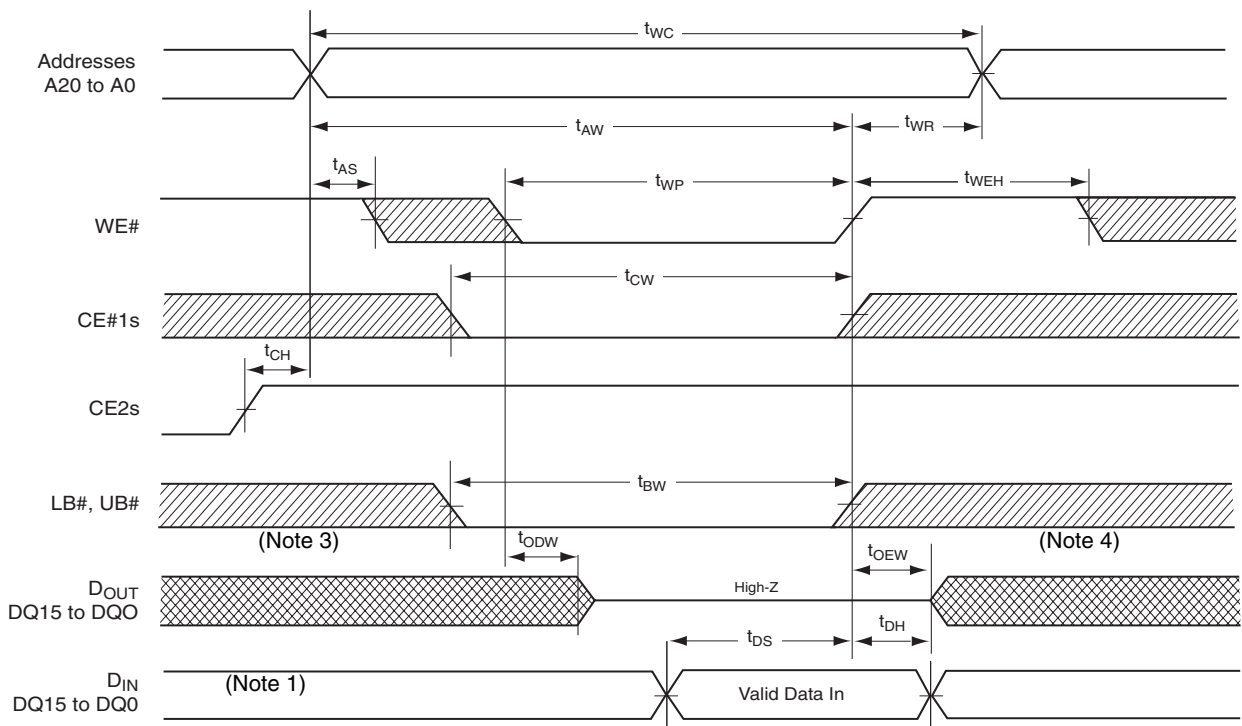 tWC
Addresses
A20 to A0
tAW
tWR
tAS
tWP
tWEH
WE#
tCW
CE#1s
tCH
CE2s
tBW
LB#, UB#
(Note 3)
tODW
tOEW
(Note 4)
DOUT
DQ15 to DQO
High-Z
tDS
tDH
DIN
DQ15 to DQ0
(Note 1)
Valid Data In